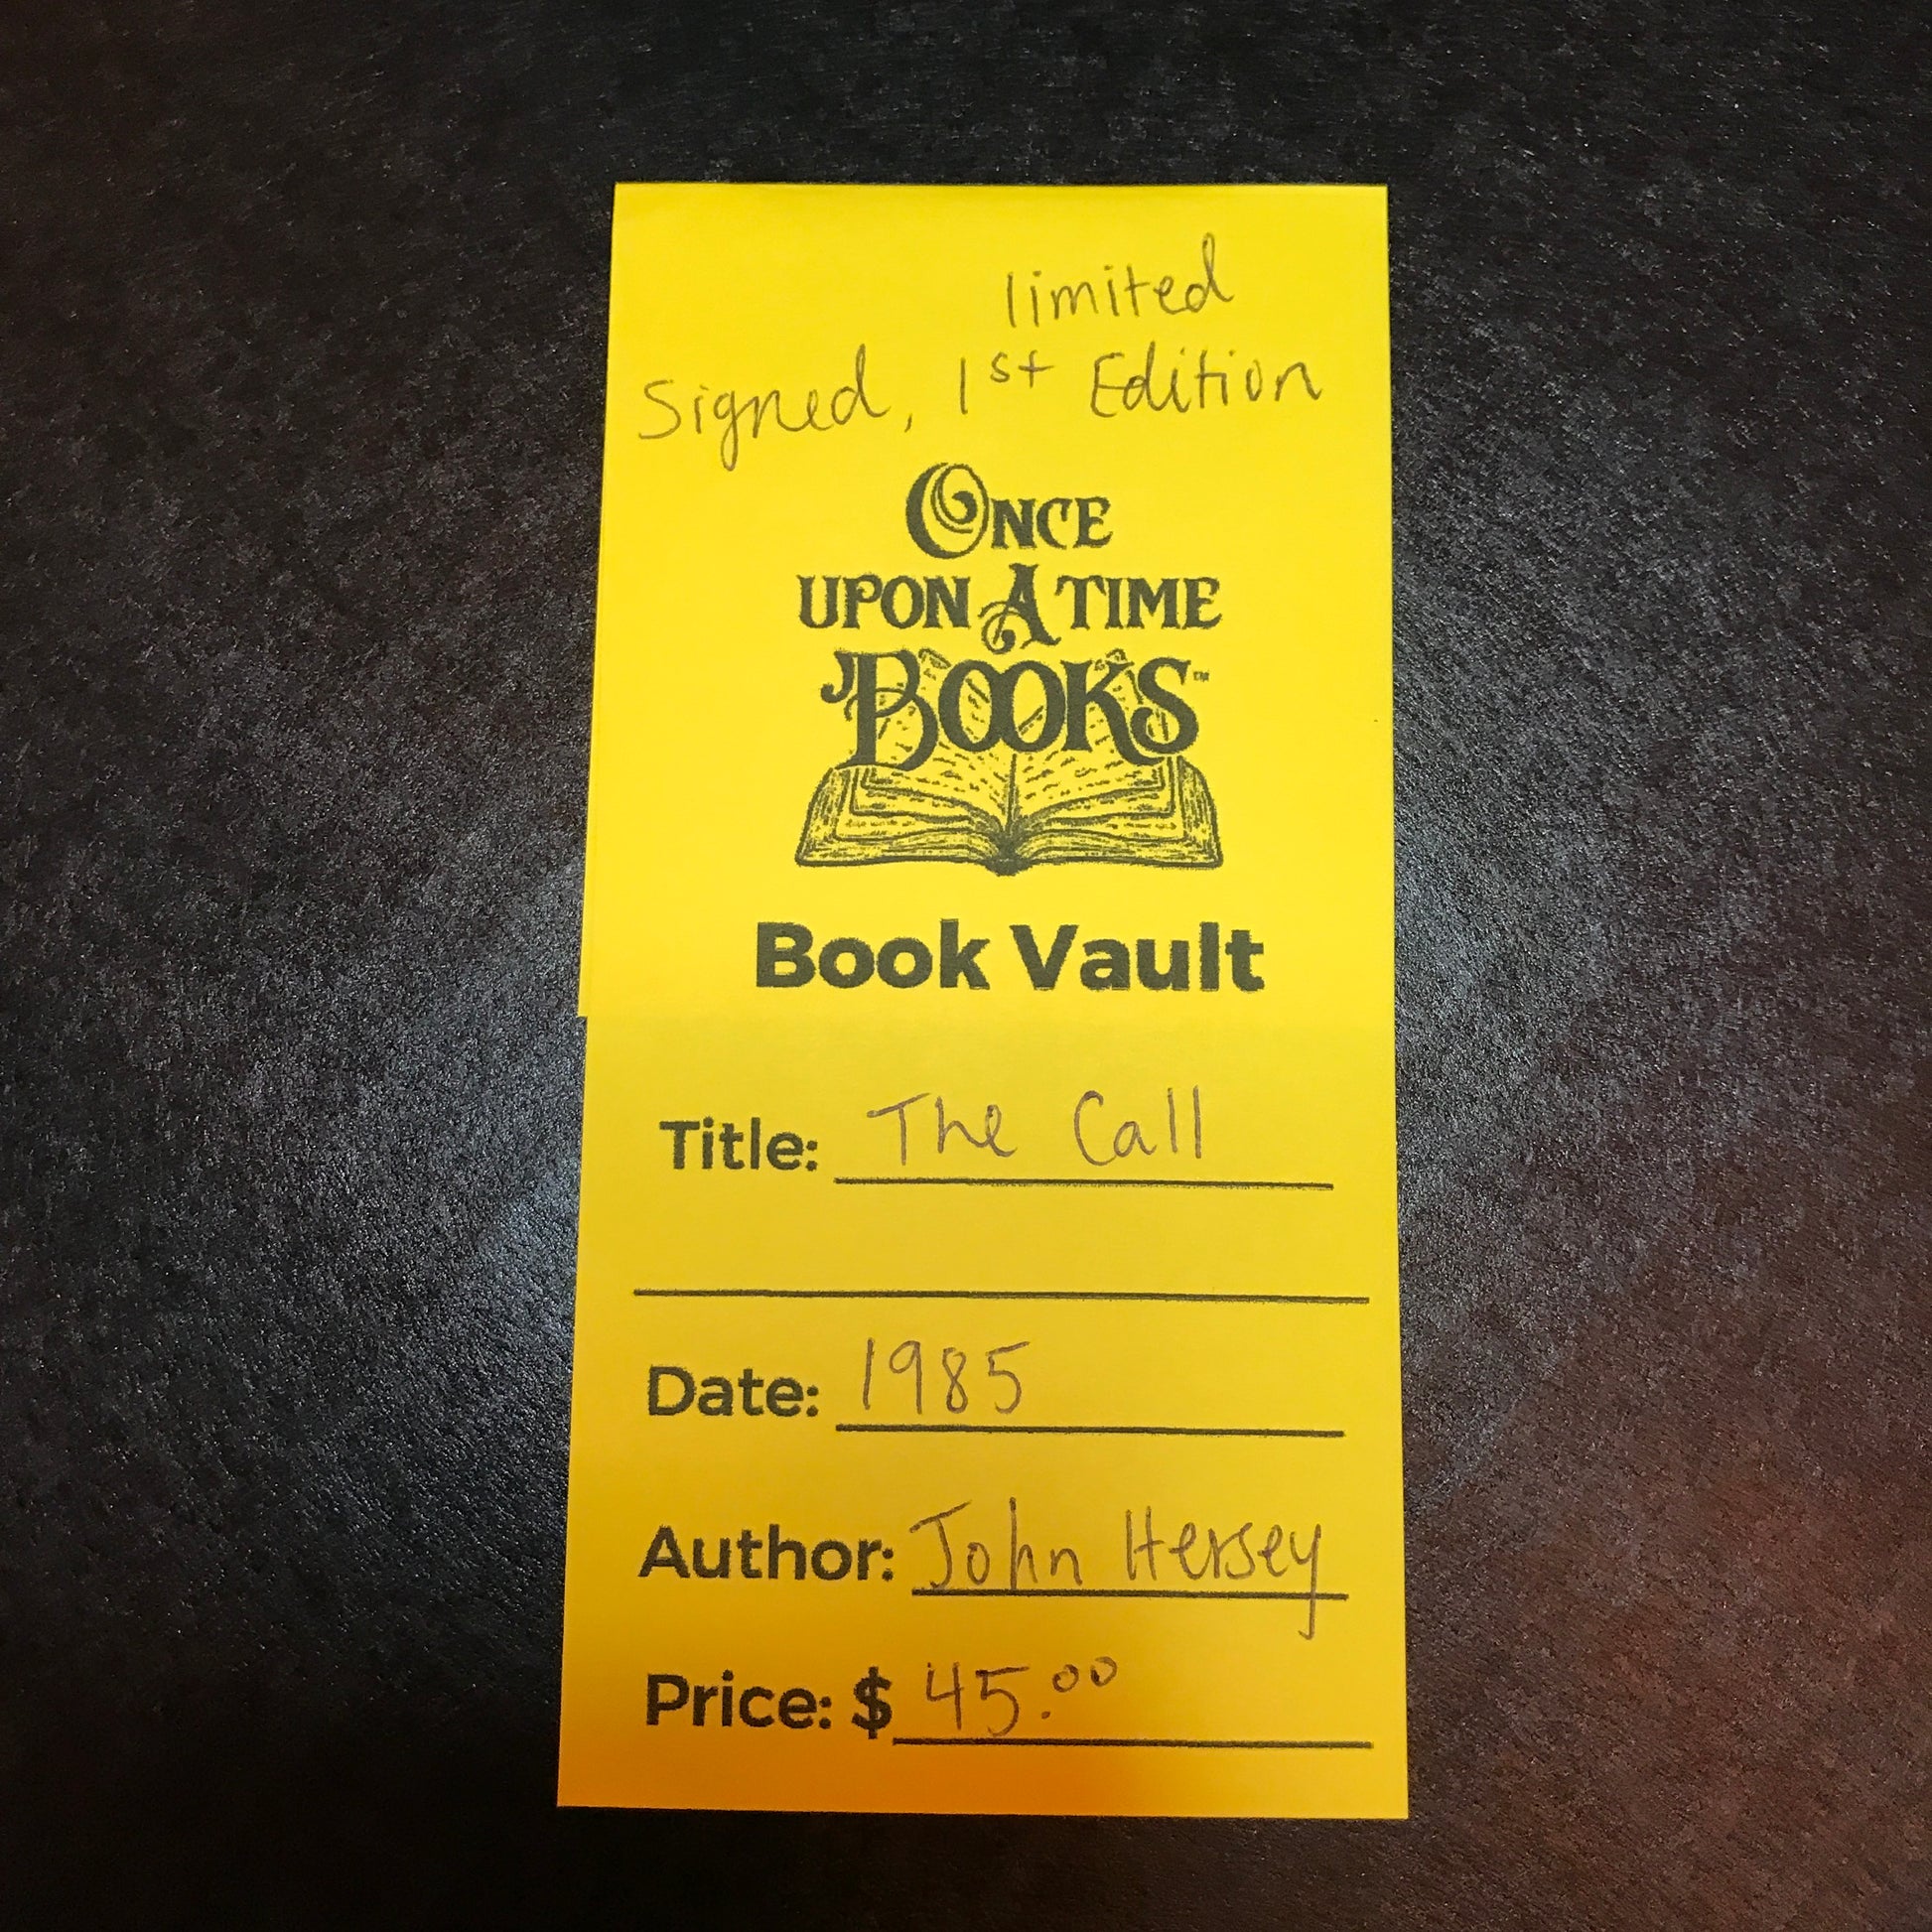 limited
Signed, 1st Edition
ONCE
UPON A TIME
BOOKS™
Book Vault
Title: The Call
Date: 1985
Author: John Hersey
Price: $45.00